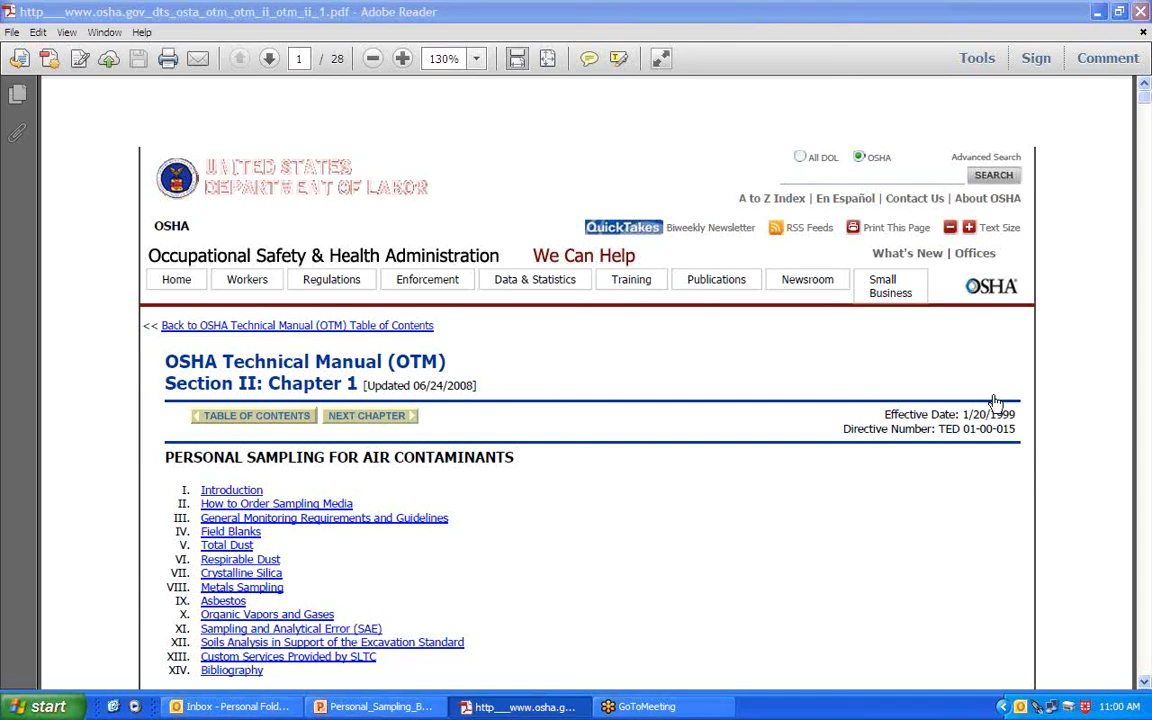 http___www.osha.gov_dts_osta_otm_otm_ii_otm_ii_1.pdf - Adobe Reader
File Edit View Window Help
1 / 28 130% Tools Sign Comment
UNITED STATES
DEPARTMENT OF LABOR
All DOL OSHA Advanced Search
SEARCH
A to Z Index | En Español | Contact Us | About OSHA
OSHA QuickTakes Biweekly Newsletter RSS Feeds Print This Page Text Size
Occupational Safety & Health Administration We Can Help What's New | Offices
Home Workers Regulations Enforcement Data & Statistics Training Publications Newsroom Small Business OSHA
<< Back to OSHA Technical Manual (OTM) Table of Contents
OSHA Technical Manual (OTM)
Section II: Chapter 1 [Updated 06/24/2008]
TABLE OF CONTENTS NEXT CHAPTER
Effective Date: 1/20/1999
Directive Number: TED 01-00-015
PERSONAL SAMPLING FOR AIR CONTAMINANTS
I. Introduction
II. How to Order Sampling Media
III. General Monitoring Requirements and Guidelines
IV. Field Blanks
V. Total Dust
VI. Respirable Dust
VII. Crystalline Silica
VIII. Metals Sampling
IX. Asbestos
X. Organic Vapors and Gases
XI. Sampling and Analytical Error (SAE)
XII. Soils Analysis in Support of the Excavation Standard
XIII. Custom Services Provided by SLTC
XIV. Bibliography
start Inbox - Personal Fold... Personal_Sampling_B... http___www.osha.g... GoToMeeting 11:00 AM